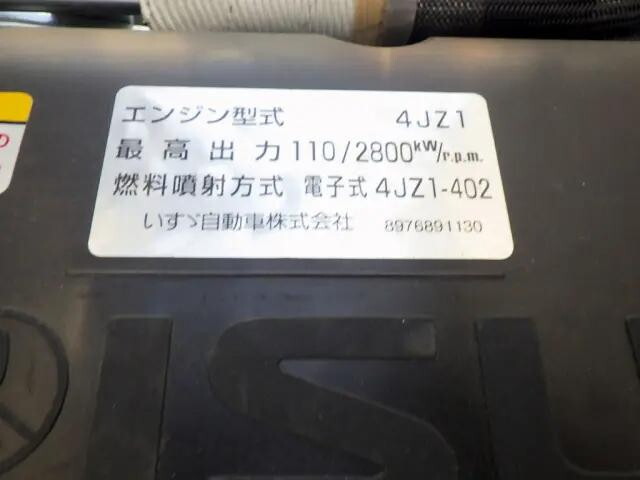 エンジン型式 4JZ1
最高出力 110/2800kW/r.p.m.
燃料噴射方式 電子式 4JZ1-402
いすゞ自動車株式会社 8976891130
ISU